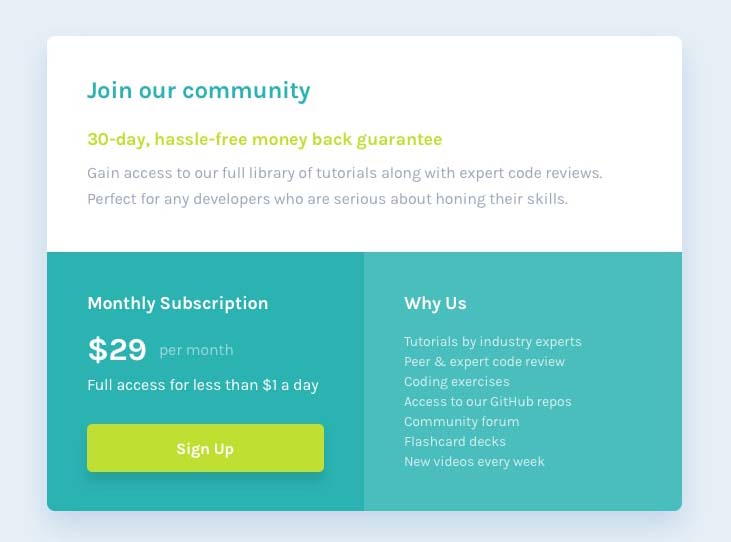 Join our community
30-day, hassle-free money back guarantee
Gain access to our full library of tutorials along with expert code reviews.
Perfect for any developers who are serious about honing their skills.
Monthly Subscription
$29 per month
Full access for less than $1 a day
Sign Up
Why Us
Tutorials by industry experts
Peer & expert code review
Coding exercises
Access to our GitHub repos
Community forum
Flashcard decks
New videos every week